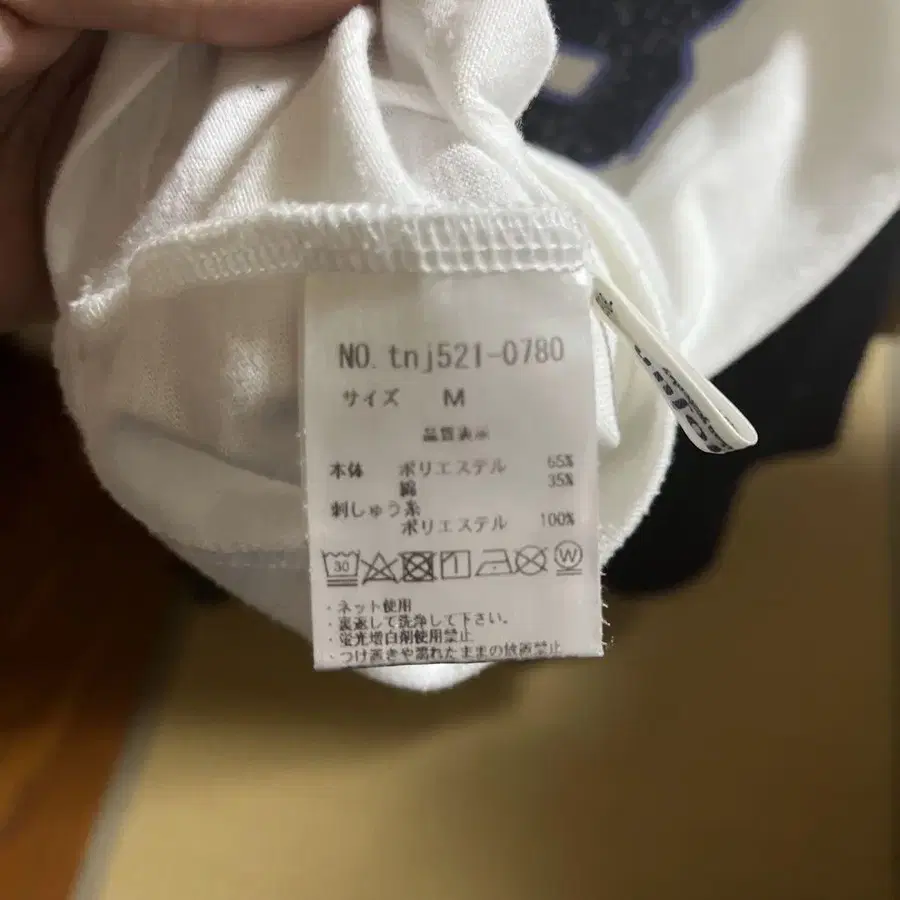 NO. tnj521-0780
サイズ M
品質表示
本体 ポリエステル 65%
綿 35%
刺しゅう糸
ポリエステル 100%
30
W
・ネット使用
・裏返して洗浄して下さい。
・蛍光増白剤使用禁止
・つけ置きや濡れたままの放置禁止